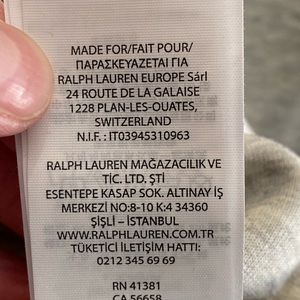 MADE FOR/FAIT POUR/
ΠΑΡΑΣΚΕΥΑΖΕΤΑΙ ΓΙΑ
RALPH LAUREN EUROPE Sárl
24 ROUTE DE LA GALAISE
1228 PLAN-LES-OUATES,
SWITZERLAND
N.I.F.: IT03945310963
RALPH LAUREN MAĞAZACILIK VE
TİC. LTD. ŞTİ
ESENTEPE KASAP SOK. ALTINAY İŞ
MERKEZİ NO:8-10 K:4 34360
ŞİŞLİ – İSTANBUL
WWW.RALPHLAUREN.COM.TR
TÜKETİCİ İLETİŞİM HATTI:
0212 345 69 69
RN 41381
CA 56658